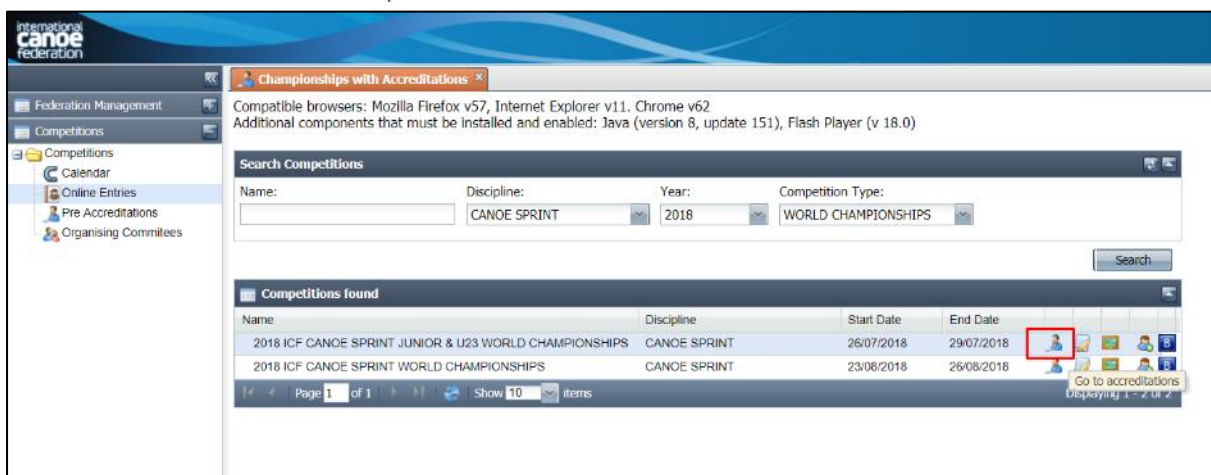 international
canoe
federation
Championships with Accreditations
Federation Management
Competitions
Competitions
Calendar
Online Entries
Pre Accreditations
Organising Commitees
Compatible browsers: Mozilla Firefox v57, Internet Explorer v11. Chrome v62
Additional components that must be installed and enabled: Java (version 8, update 151), Flash Player (v 18.0)
Search Competitions
Name: Discipline: Year: Competition Type:
CANOE SPRINT 2018 WORLD CHAMPIONSHIPS
Search
Competitions found
Name Discipline Start Date End Date
2018 ICF CANOE SPRINT JUNIOR & U23 WORLD CHAMPIONSHIPS CANOE SPRINT 26/07/2018 29/07/2018 B
2018 ICF CANOE SPRINT WORLD CHAMPIONSHIPS CANOE SPRINT 23/08/2018 26/08/2018 B
Go to accreditations
Page 1 of 1 Show 10 items Displaying 1 - 2 of 2